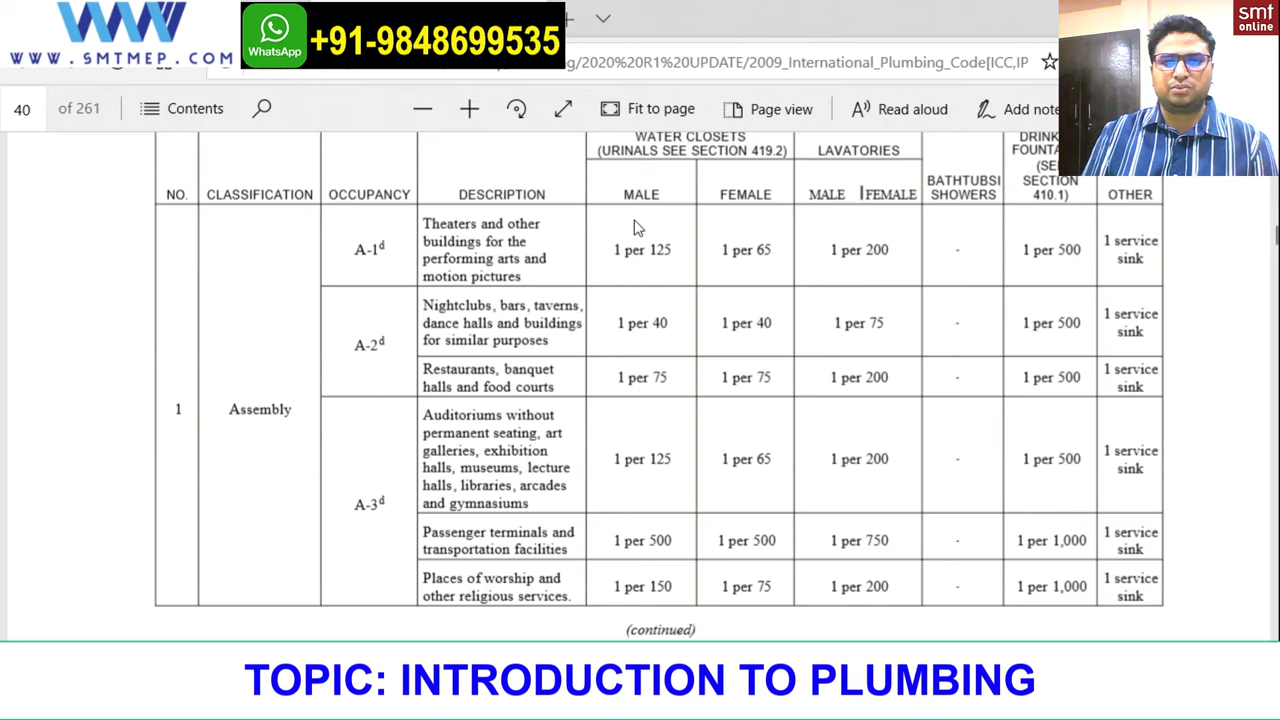 WWW
WWW.SMTMEP.COM
WhatsApp
+91-9848699535
/2020%20R1%20UPDATE/2009_International_Plumbing_Code[ICC,IP
smt
online
40 of 261 Contents Fit to page Page view Read aloud Add note
WATER CLOSETS
(URINALS SEE SECTION 419.2)
LAVATORIES
NO. CLASSIFICATION OCCUPANCY DESCRIPTION MALE FEMALE MALE FEMALE
BATHTUBSI
SHOWERS
SECTION
410.1)
OTHER
1 Assembly
A-1d
Theaters and other
buildings for the
performing arts and
motion pictures
1 per 125 1 per 65 1 per 200 - 1 per 500
1 service
sink
A-2d
Nightclubs, bars, taverns,
dance halls and buildings
for similar purposes
1 per 40 1 per 40 1 per 75 - 1 per 500
1 service
sink
Restaurants, banquet
halls and food courts
1 per 75 1 per 75 1 per 200 - 1 per 500
1 service
sink
A-3d
Auditoriums without
permanent seating, art
galleries, exhibition
halls, museums, lecture
halls, libraries, arcades
and gymnasiums
1 per 125 1 per 65 1 per 200 - 1 per 500
1 service
sink
Passenger terminals and
transportation facilities
1 per 500 1 per 500 1 per 750 - 1 per 1,000
1 service
sink
Places of worship and
other religious services.
1 per 150 1 per 75 1 per 200 - 1 per 1,000
1 service
sink
(continued)
TOPIC: INTRODUCTION TO PLUMBING